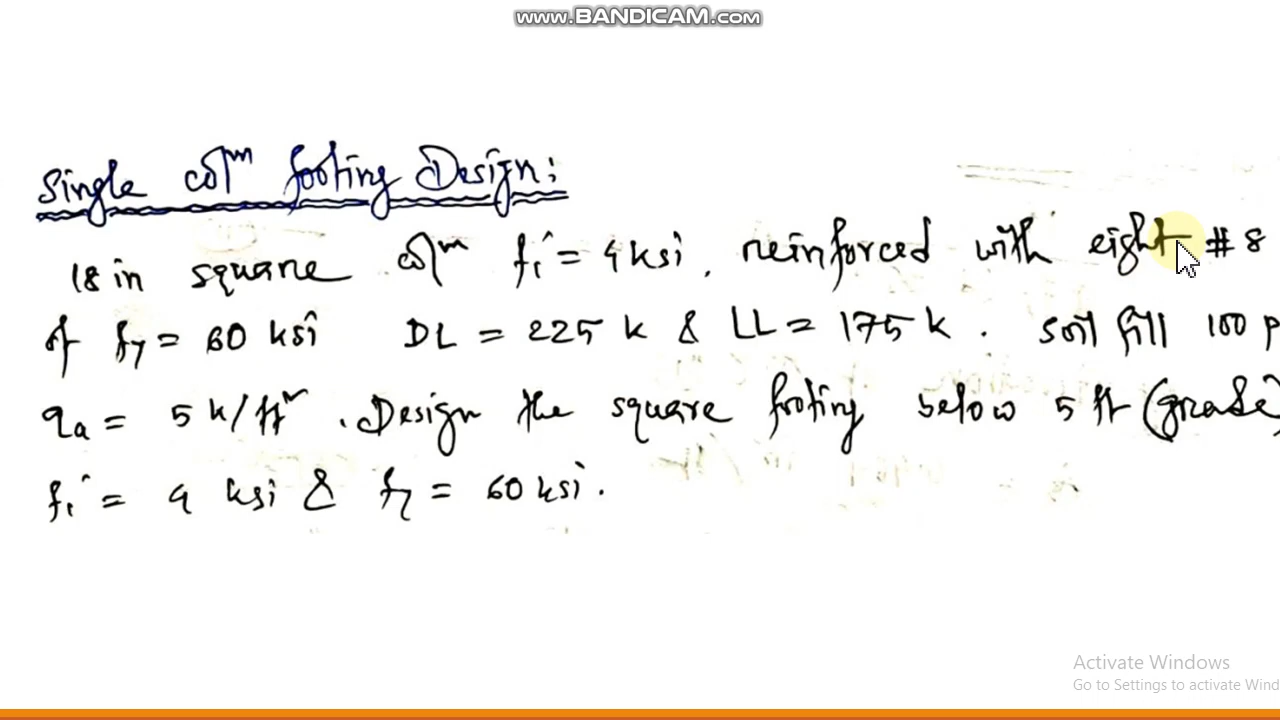 WWW.BANDICAM.COM
Single colm footing Design:
18 in square colm fc' = 4 ksi, reinforced with eight #8
of fy = 60 ksi DL = 225 k & LL = 175 k. Soil fill 100 p
qa = 5 k/ft². Design the square footing below 5 ft (grade)
fc' = 4 ksi & fy = 60 ksi.
Activate Windows
Go to Settings to activate Wind